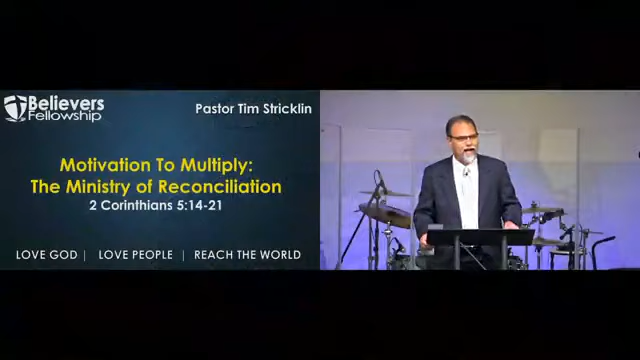 Believers
Fellowship
Pastor Tim Stricklin
Motivation To Multiply:
The Ministry of Reconciliation
2 Corinthians 5:14-21
LOVE GOD | LOVE PEOPLE | REACH THE WORLD